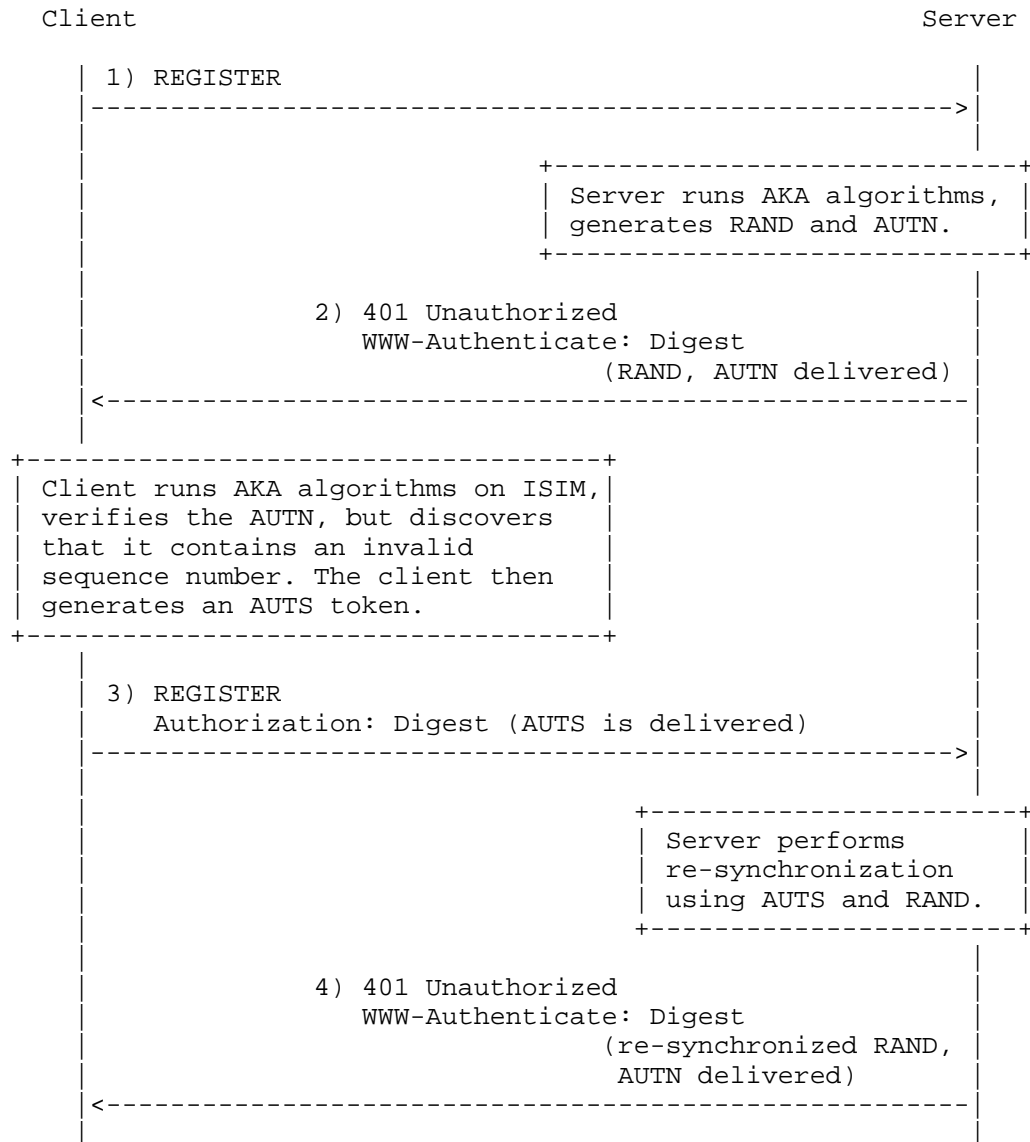 Client Server
1) REGISTER
Server runs AKA algorithms,
generates RAND and AUTN.
2) 401 Unauthorized
WWW-Authenticate: Digest
(RAND, AUTN delivered)
Client runs AKA algorithms on ISIM,
verifies the AUTN, but discovers
that it contains an invalid
sequence number. The client then
generates an AUTS token.
3) REGISTER
Authorization: Digest (AUTS is delivered)
Server performs
re-synchronization
using AUTS and RAND.
4) 401 Unauthorized
WWW-Authenticate: Digest
(re-synchronized RAND,
AUTN delivered)